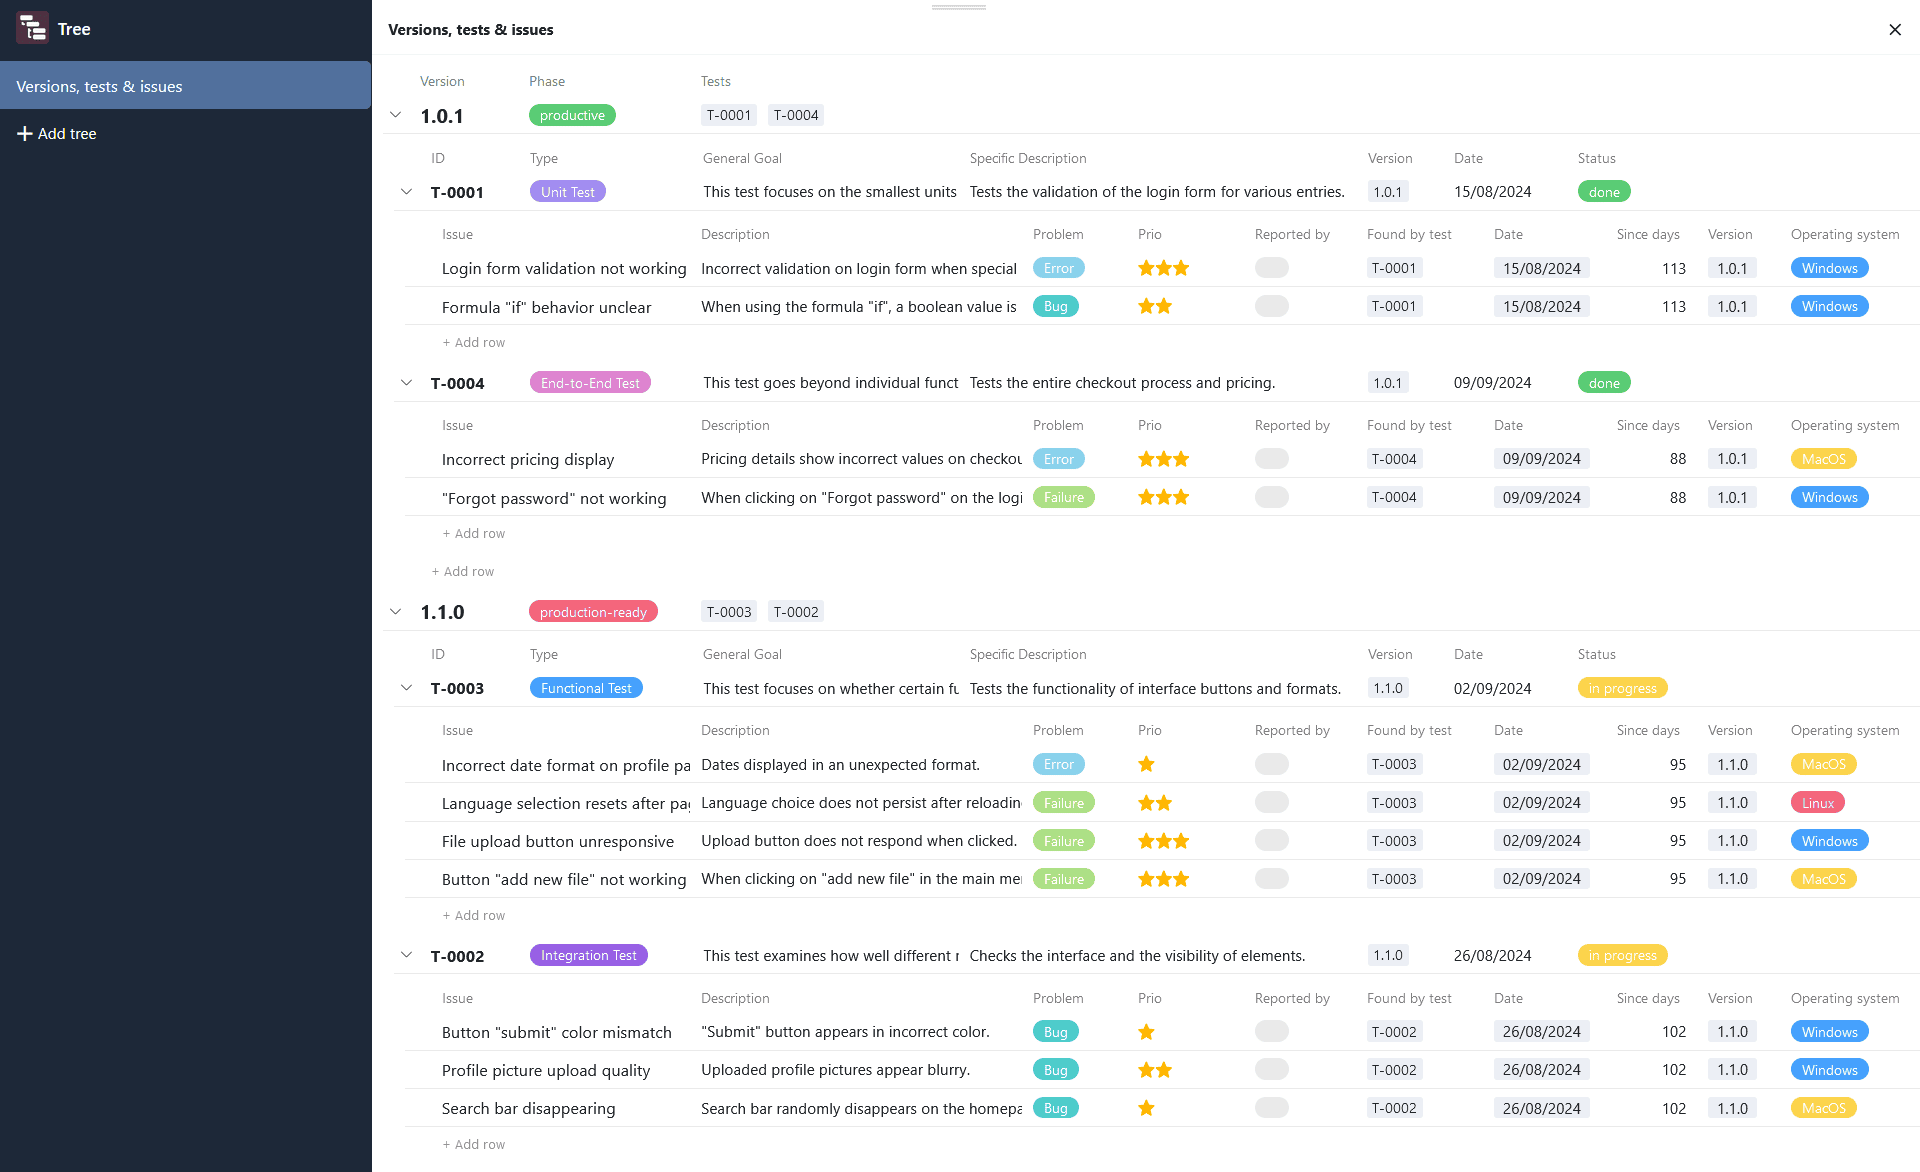 Tree
Versions, tests & issues
Add tree
Versions, tests & issues
Version Phase Tests
1.0.1 productive T-0001 T-0004
ID Type General Goal Specific Description Version Date Status
T-0001 Unit Test This test focuses on the smallest units Tests the validation of the login form for various entries. 1.0.1 15/08/2024 done
Issue Description Problem Prio Reported by Found by test Date Since days Version Operating system
Login form validation not working Incorrect validation on login form when special Error T-0001 15/08/2024 113 1.0.1 Windows
Formula "if" behavior unclear When using the formula "if", a boolean value is Bug T-0001 15/08/2024 113 1.0.1 Windows
+ Add row
T-0004 End-to-End Test This test goes beyond individual funct Tests the entire checkout process and pricing. 1.0.1 09/09/2024 done
Issue Description Problem Prio Reported by Found by test Date Since days Version Operating system
Incorrect pricing display Pricing details show incorrect values on checkou Error T-0004 09/09/2024 88 1.0.1 MacOS
"Forgot password" not working When clicking on "Forgot password" on the logi Failure T-0004 09/09/2024 88 1.0.1 Windows
+ Add row
+ Add row
1.1.0 production-ready T-0003 T-0002
ID Type General Goal Specific Description Version Date Status
T-0003 Functional Test This test focuses on whether certain fu Tests the functionality of interface buttons and formats. 1.1.0 02/09/2024 in progress
Issue Description Problem Prio Reported by Found by test Date Since days Version Operating system
Incorrect date format on profile pa Dates displayed in an unexpected format. Error T-0003 02/09/2024 95 1.1.0 MacOS
Language selection resets after pag Language choice does not persist after reloadin Failure T-0003 02/09/2024 95 1.1.0 Linux
File upload button unresponsive Upload button does not respond when clicked. Failure T-0003 02/09/2024 95 1.1.0 Windows
Button "add new file" not working When clicking on "add new file" in the main me Failure T-0003 02/09/2024 95 1.1.0 MacOS
+ Add row
T-0002 Integration Test This test examines how well different Checks the interface and the visibility of elements. 1.1.0 26/08/2024 in progress
Issue Description Problem Prio Reported by Found by test Date Since days Version Operating system
Button "submit" color mismatch "Submit" button appears in incorrect color. Bug T-0002 26/08/2024 102 1.1.0 Windows
Profile picture upload quality Uploaded profile pictures appear blurry. Bug T-0002 26/08/2024 102 1.1.0 Windows
Search bar disappearing Search bar randomly disappears on the homepa Bug T-0002 26/08/2024 102 1.1.0 MacOS
+ Add row